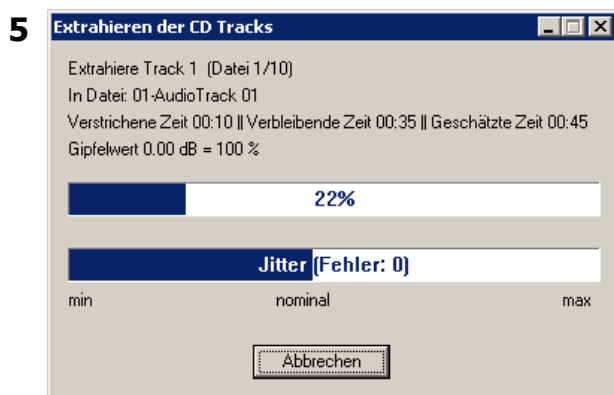 5
Extrahieren der CD Tracks
Extrahiere Track 1 (Datei 1/10)
In Datei: 01-AudioTrack 01
Verstrichene Zeit 00:10 || Verbleibende Zeit 00:35 || Geschätzte Zeit 00:45
Gipfelwert 0.00 dB = 100 %
22%
Jitter (Fehler: 0)
min nominal max
Abbrechen